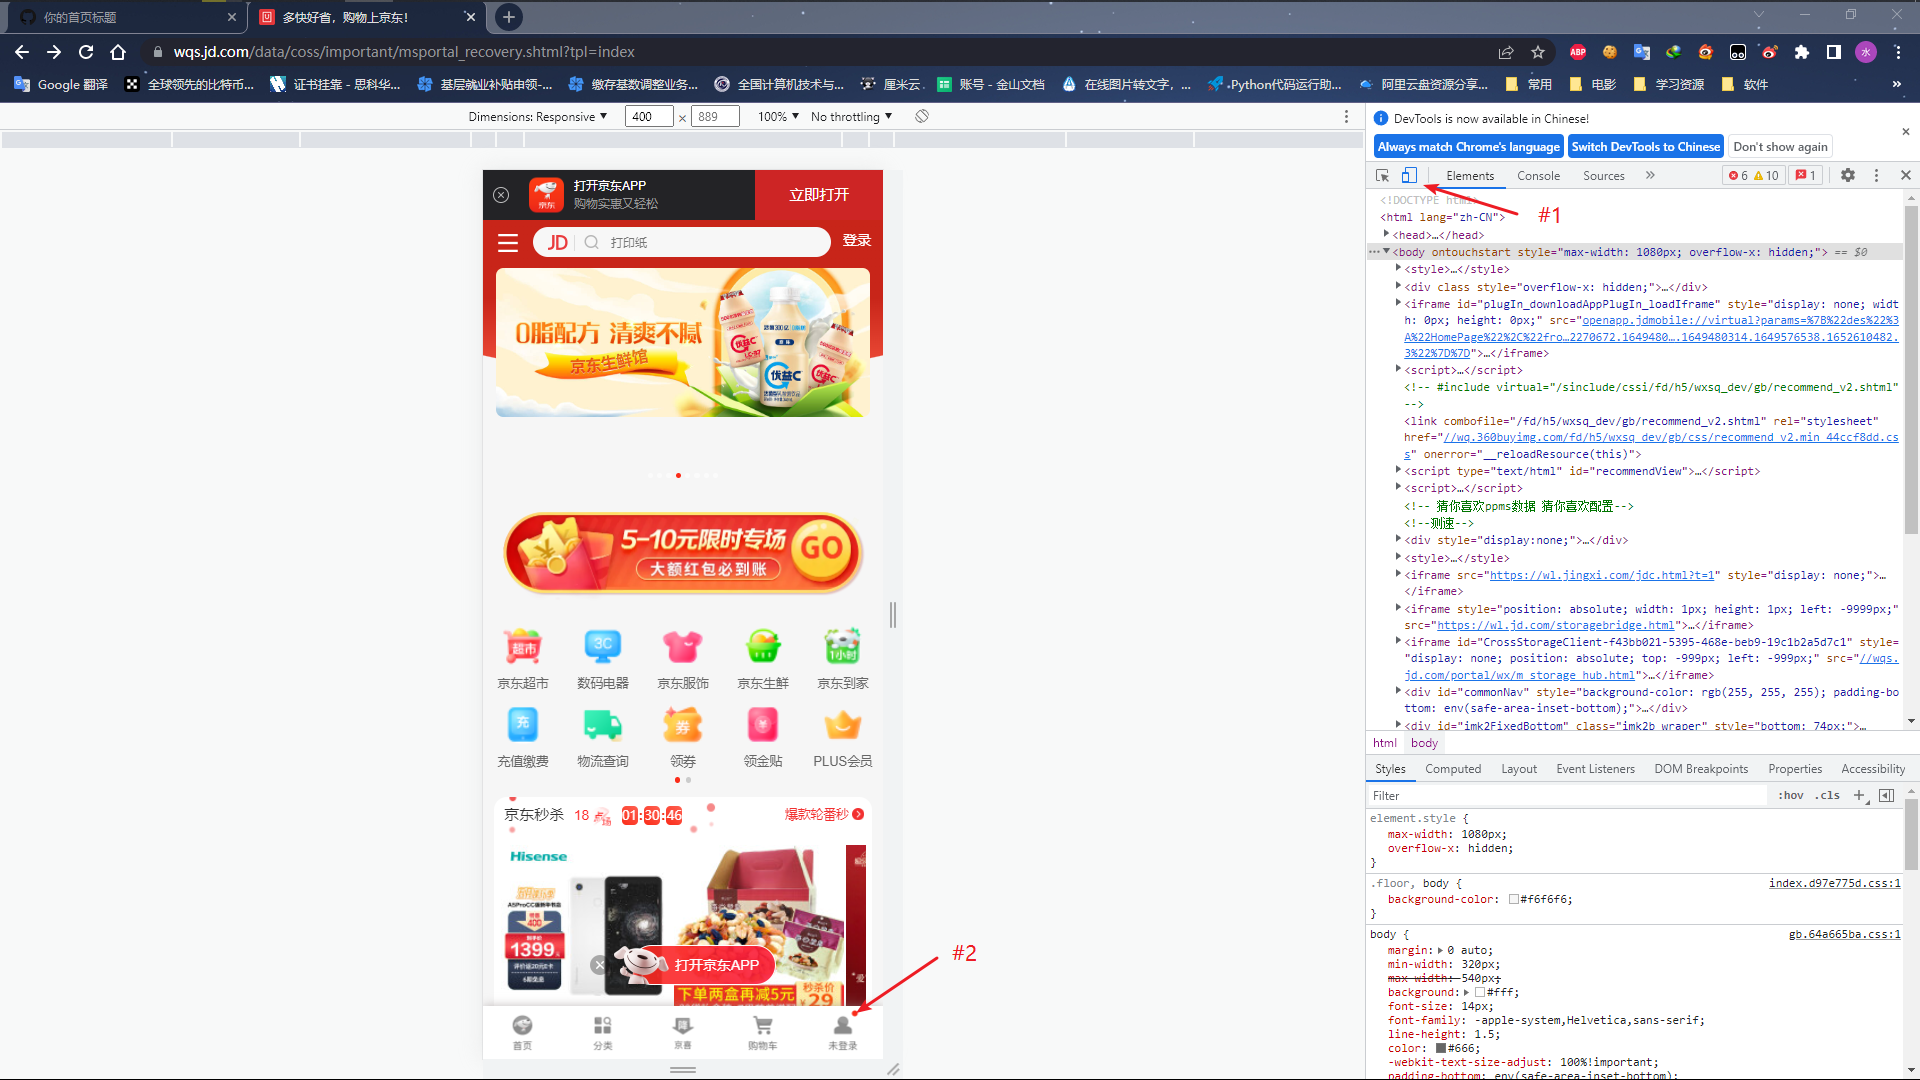 你的首页标题
多快好省，购物上京东！
wqs.jd.com/data/coss/important/msportal_recovery.shtml?tpl=index
ABP
水
Google 翻译
全球领先的比特币...
证书挂靠 - 思科华...
基层就业补贴申领-...
缴存基数调整业务...
全国计算机技术与...
厘米云.
账号 - 金山文档
在线图片转文字，...
Python代码运行助...
阿里云盘资源分享...
常用
电影
学习资源
软件
»
Dimensions: Responsive
400
×
889
100%
No throttling
打开京东APP
购物实惠又轻松
京东
立即打开
JD
打印纸
登录
0脂配方 清爽不腻
京东生鲜馆
优益C
5-10元限时专场
大额红包必到账
GO
超市
3C
1小时
京东超市
数码电器
京东服饰
京东生鲜
京东到家
充
券
充值缴费
物流查询
领券
领金贴
PLUS会员
京东秒杀
18
点场
01:30:46
爆款轮番秒
Hisense
A5ProCC
400
1399
打开京东APP
下单两盒再减5元
秒杀价
29
首页
分类
京喜
购物车
未登录
#2
DevTools is now available in Chinese!
Always match Chrome's language
Switch DevTools to Chinese
Don't show again
Elements
Console
Sources
»
6
10
1
#1
<!DOCTYPE htm
<html lang="zh-CN">
<head>…</head>
<body ontouchstart style="max-width: 1080px; overflow-x: hidden;"> == $0
<style>…</style>
<div class style="overflow-x: hidden;">…</div>
<iframe id="plugIn_downloadAppPlugIn_loadIframe" style="display: none; widt
h: 0px; height: 0px;" src="openapp.jdmobile://virtual?params=%7B%22des%22%3
A%22HomePage%22%2C%22fro…2270672.1649480….1649480314.1649576538.1652610482.
3%22%7D%7D">…</iframe>
<script>…</script>
<!-- #include virtual="/sinclude/cssi/fd/h5/wxsq_dev/gb/recommend_v2.shtml"
-->
<link combofile="/fd/h5/wxsq_dev/gb/recommend_v2.shtml" rel="stylesheet"
href="//wq.360buyimg.com/fd/h5/wxsq_dev/gb/css/recommend_v2.min_44ccf8dd.cs
s" onerror="__reloadResource(this)">
<script type="text/html" id="recommendView">…</script>
<script>…</script>
<!-- 猜你喜欢ppms数据 猜你喜欢配置-->
<!--测速-->
<div style="display:none;">…</div>
<style>…</style>
<iframe src="https://wl.jingxi.com/jdc.html?t=1" style="display: none;">…
</iframe>
<iframe style="position: absolute; width: 1px; height: 1px; left: -9999px;"
src="https://wl.jd.com/storagebridge.html">…</iframe>
<iframe id="CrossStorageClient-f43bb021-5395-468e-beb9-19c1b2a5d7c1" style=
"display: none; position: absolute; top: -999px; left: -999px;" src="//wqs.
jd.com/portal/wx/m_storage_hub.html">…</iframe>
<div id="commonNav" style="background-color: rgb(255, 255, 255); padding-bo
ttom: env(safe-area-inset-bottom);">…</div>
<div id="imk2FixedBottom" class="imk2b_wraper" style="bottom: 74px;">…
html
body
Styles
Computed
Layout
Event Listeners
DOM Breakpoints
Properties
Accessibility
Filter
:hov
.cls
+
element.style {
max-width: 1080px;
overflow-x: hidden;
}
.floor, body {
index.d97e775d.css:1
background-color: #f6f6f6;
}
body {
gb.64a665ba.css:1
margin: 0 auto;
min-width: 320px;
max-width: 540px;
background: #fff;
font-size: 14px;
font-family: -apple-system,Helvetica,sans-serif;
line-height: 1.5;
color: #666;
-webkit-text-size-adjust: 100%!important;
padding-bottom: env(safe-area-inset-bottom);